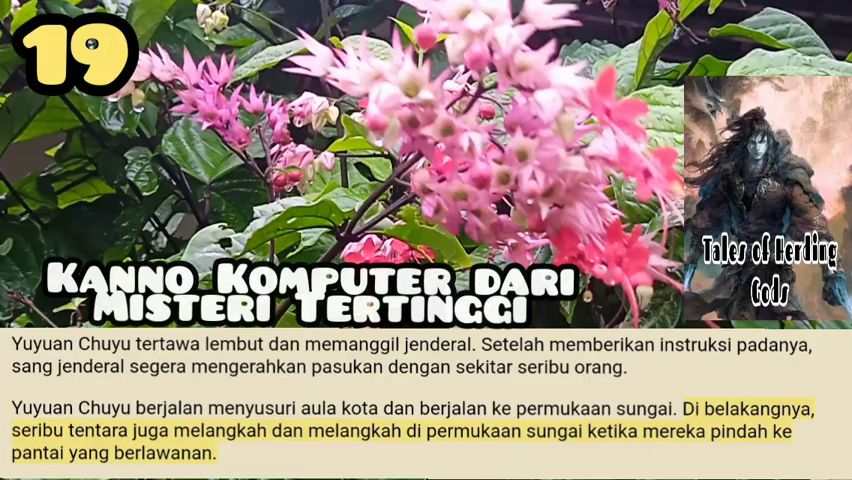 19
Tales of Herding
Gods
Kanno Komputer dari
Misteri Tertinggi
Yuyuan Chuyu tertawa lembut dan memanggil jenderal. Setelah memberikan instruksi padanya,
sang jenderal segera mengerahkan pasukan dengan sekitar seribu orang.
Yuyuan Chuyu berjalan menyusuri aula kota dan berjalan ke permukaan sungai. Di belakangnya,
seribu tentara juga melangkah dan melangkah di permukaan sungai ketika mereka pindah ke
pantai yang berlawanan.